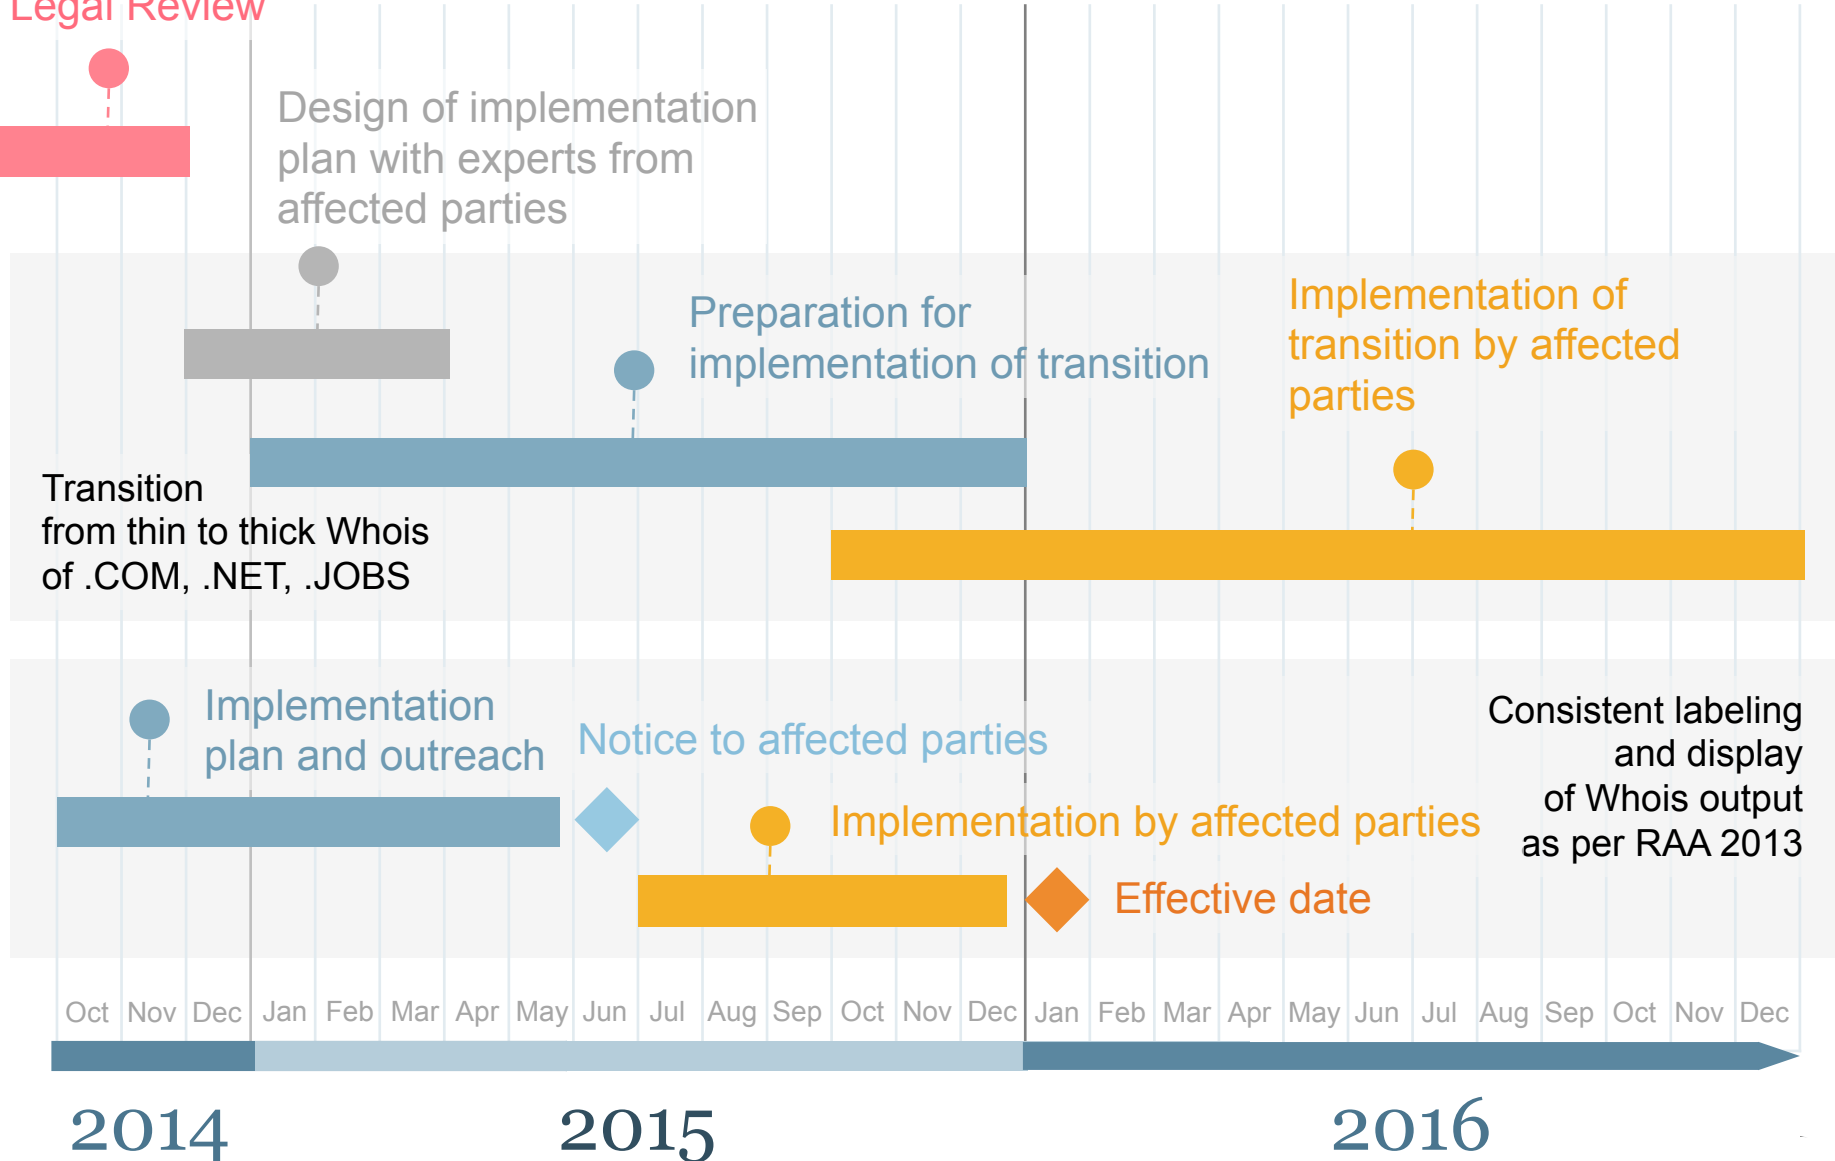 Legal Review
Design of implementation
plan with experts from
affected parties
Preparation for
implementation of transition
Implementation of
transition by affected
parties
Transition
from thin to thick Whois
of .COM, .NET, .JOBS
Implementation
plan and outreach
Notice to affected parties
Consistent labeling
and display
of Whois output
as per RAA 2013
Implementation by affected parties
Effective date
Oct Nov Dec Jan Feb Mar Apr May Jun Jul Aug Sep Oct Nov Dec Jan Feb Mar Apr May Jun Jul Aug Sep Oct Nov Dec
2014 2015 2016